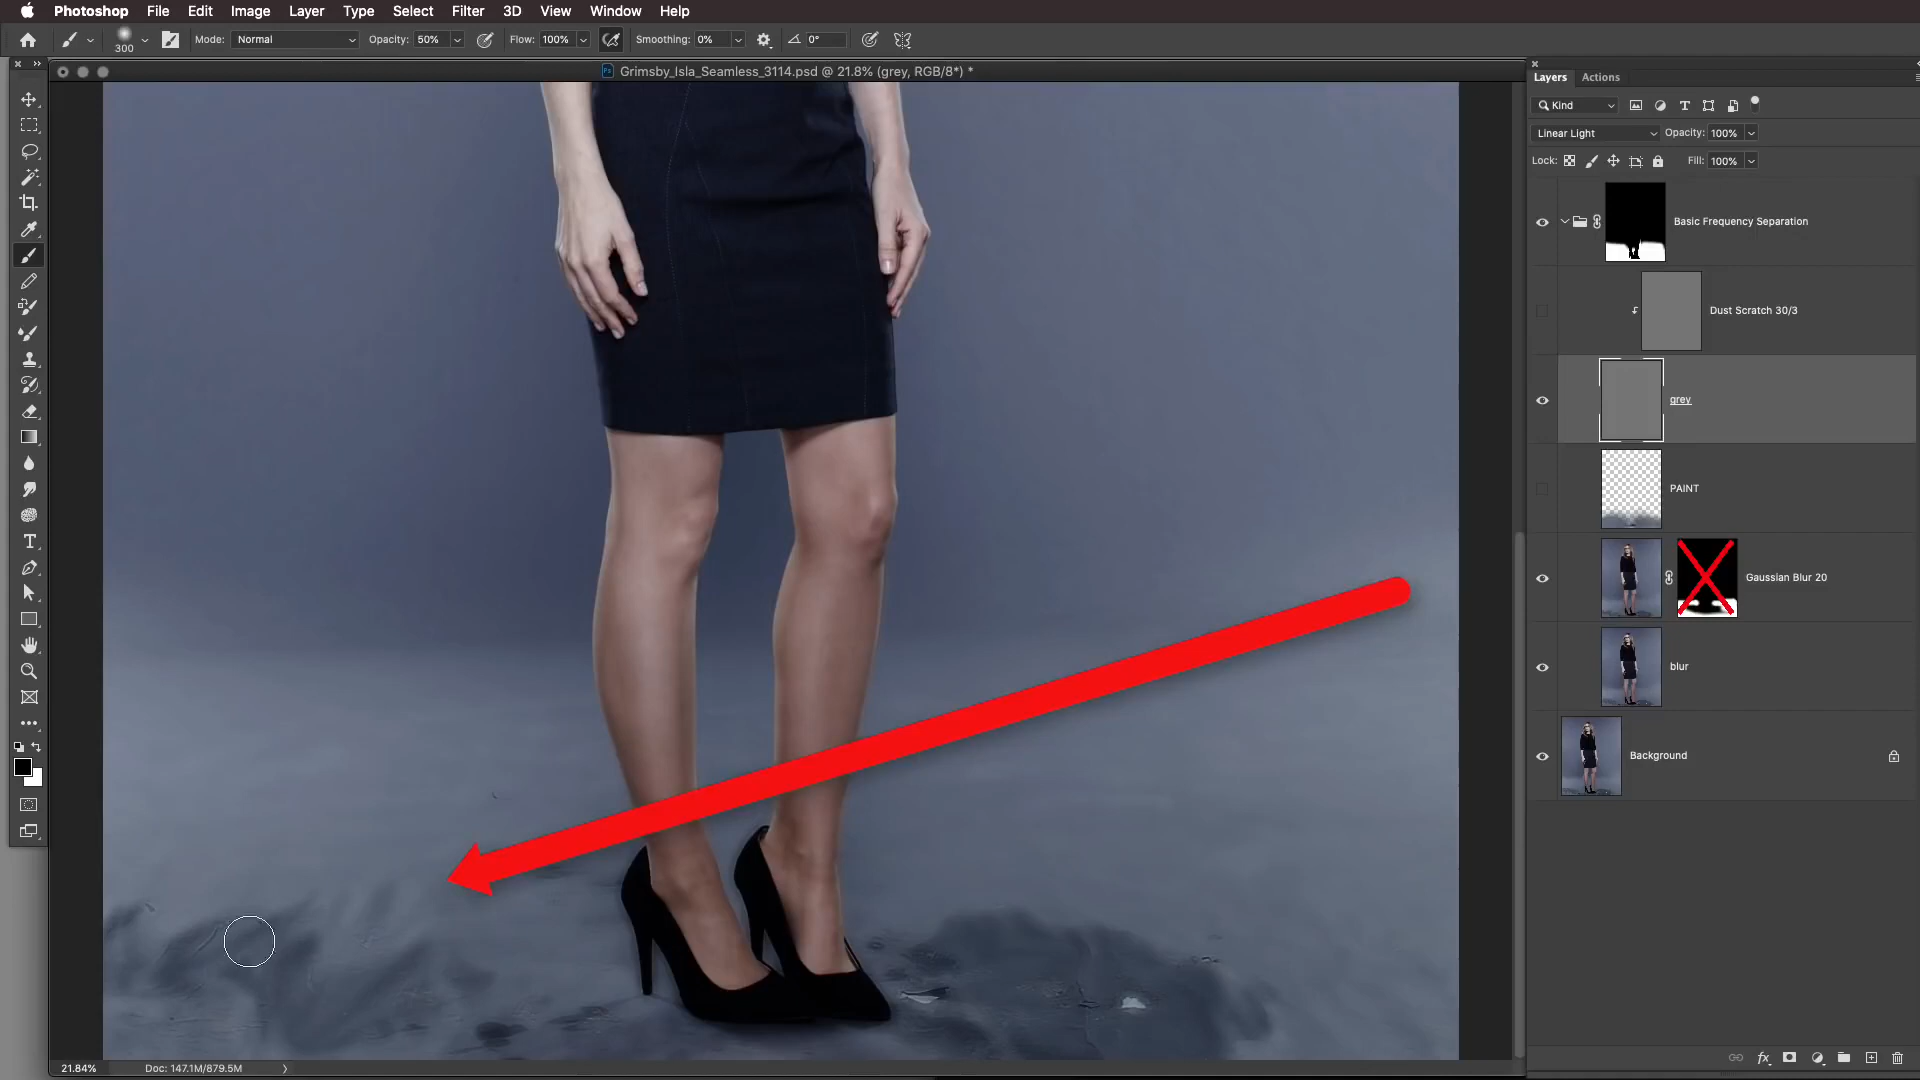 Photoshop File Edit Image Layer Type Select Filter 3D View Window Help
300 Mode: Normal Opacity: 50% Flow: 100% Smoothing: 0% 0°
Grimsby_Isla_Seamless_3114.psd @ 21.8% (grey, RGB/8*) *
Layers Actions
Kind
Linear Light Opacity: 100%
Lock: Fill: 100%
Basic Frequency Separation
Dust Scratch 30/3
grey
PAINT
Gaussian Blur 20
blur
Background
21.84% Doc: 147.1M/879.5M